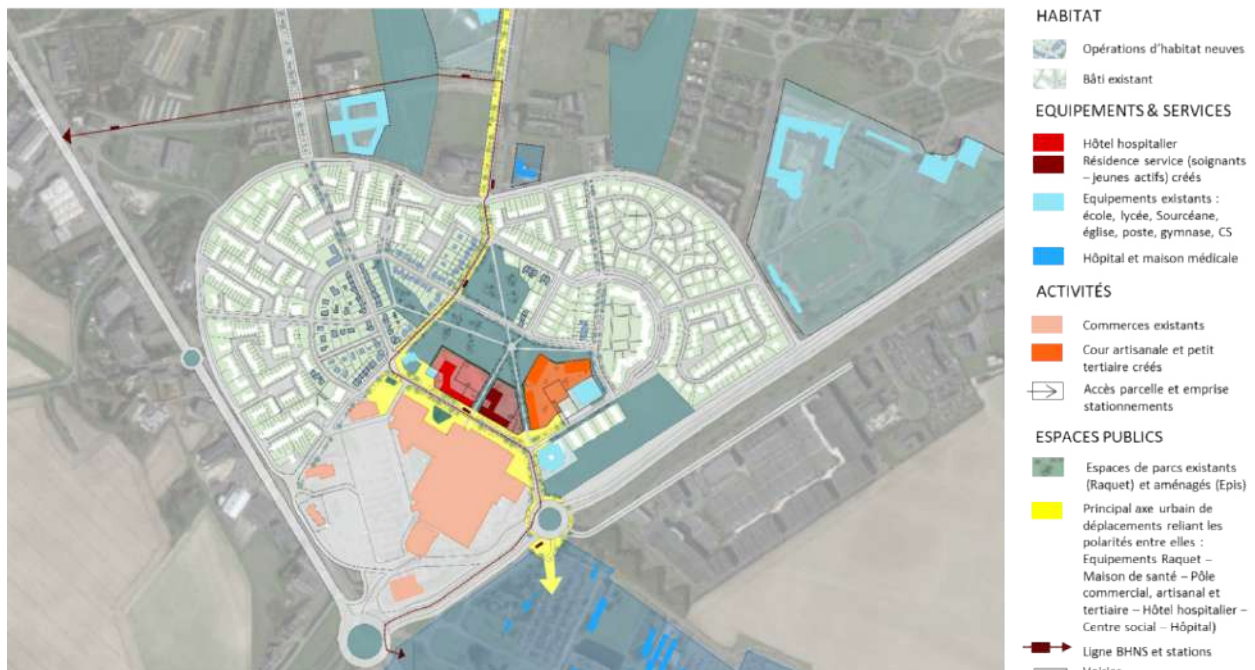 HABITAT
Opérations d'habitat neuves
Bâti existant
EQUIPEMENTS & SERVICES
Hôtel hospitalier
Résidence service (soignants
– jeunes actifs) créés
Equipements existants :
école, lycée, Sourcéane,
église, poste, gymnase, CS
Hôpital et maison médicale
ACTIVITÉS
Commerces existants
Cour artisanale et petit
tertiaire créés
Accès parcelle et emprise
stationnements
ESPACES PUBLICS
Espaces de parcs existants
(Raquet) et aménagés (Epis)
Principal axe urbain de
déplacements reliant les
polarités entre elles :
Equipements Raquet –
Maison de santé – Pôle
commercial, artisanal et
tertiaire – Hôtel hospitalier –
Centre social – Hôpital)
Ligne BHNS et stations